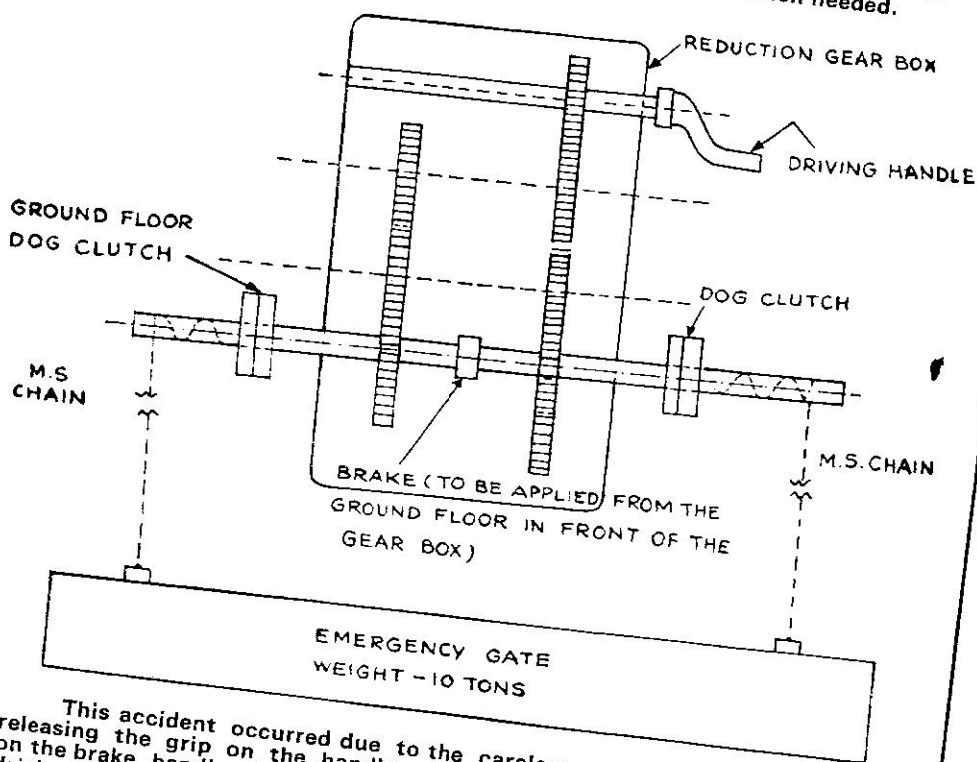 needed.
REDUCTION GEAR BOX
DRIVING HANDLE
GROUND FLOOR
DOG CLUTCH
DOG CLUTCH
M.S
CHAIN
M.S. CHAIN
BRAKE (TO BE APPLIED FROM THE
GROUND FLOOR IN FRONT OF THE
GEAR BOX)
EMERGENCY GATE
WEIGHT - 10 TONS
This accident occurred due to the
releasing the grip on the
on the brake